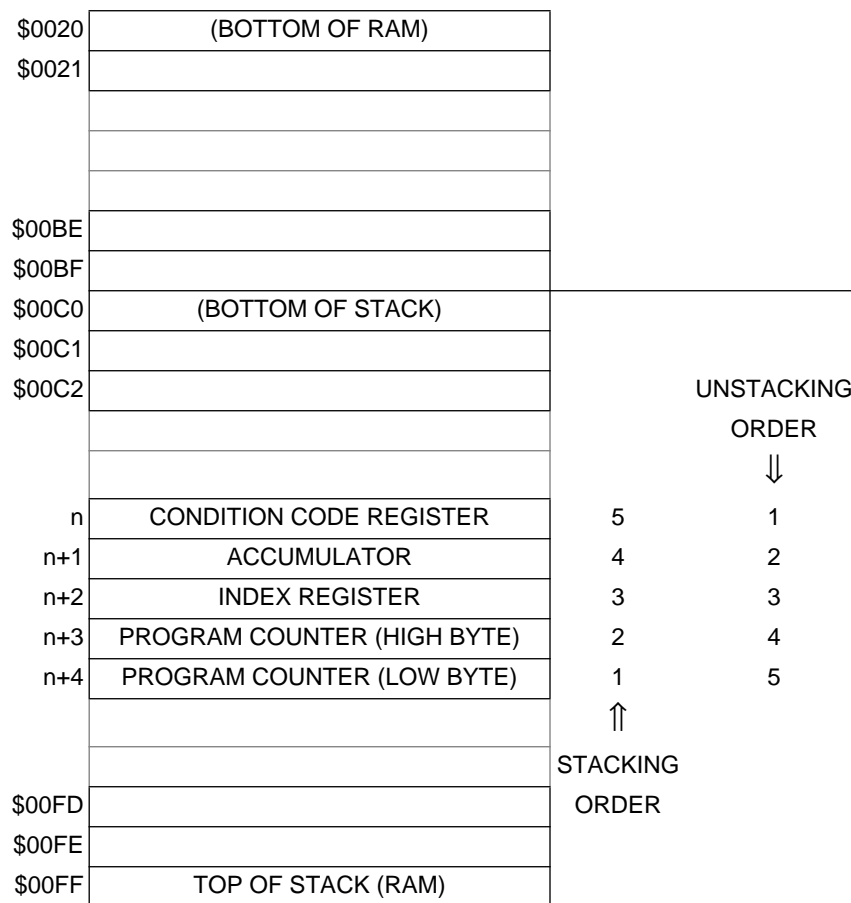 $0020 (BOTTOM OF RAM)
$0021
$00BE
$00BF
$00C0 (BOTTOM OF STACK)
$00C1
$00C2 UNSTACKING
ORDER
⇓
n CONDITION CODE REGISTER 5 1
n+1 ACCUMULATOR 4 2
n+2 INDEX REGISTER 3 3
n+3 PROGRAM COUNTER (HIGH BYTE) 2 4
n+4 PROGRAM COUNTER (LOW BYTE) 1 5
⇑
STACKING
$00FD ORDER
$00FE
$00FF TOP OF STACK (RAM)